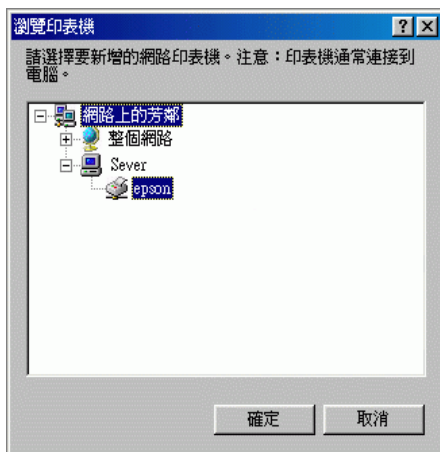 瀏覽印表機
請選擇要新增的網路印表機。注意：印表機通常連接到
電腦。
網路上的芳鄰
整個網路
Sever
epson
確定
取消